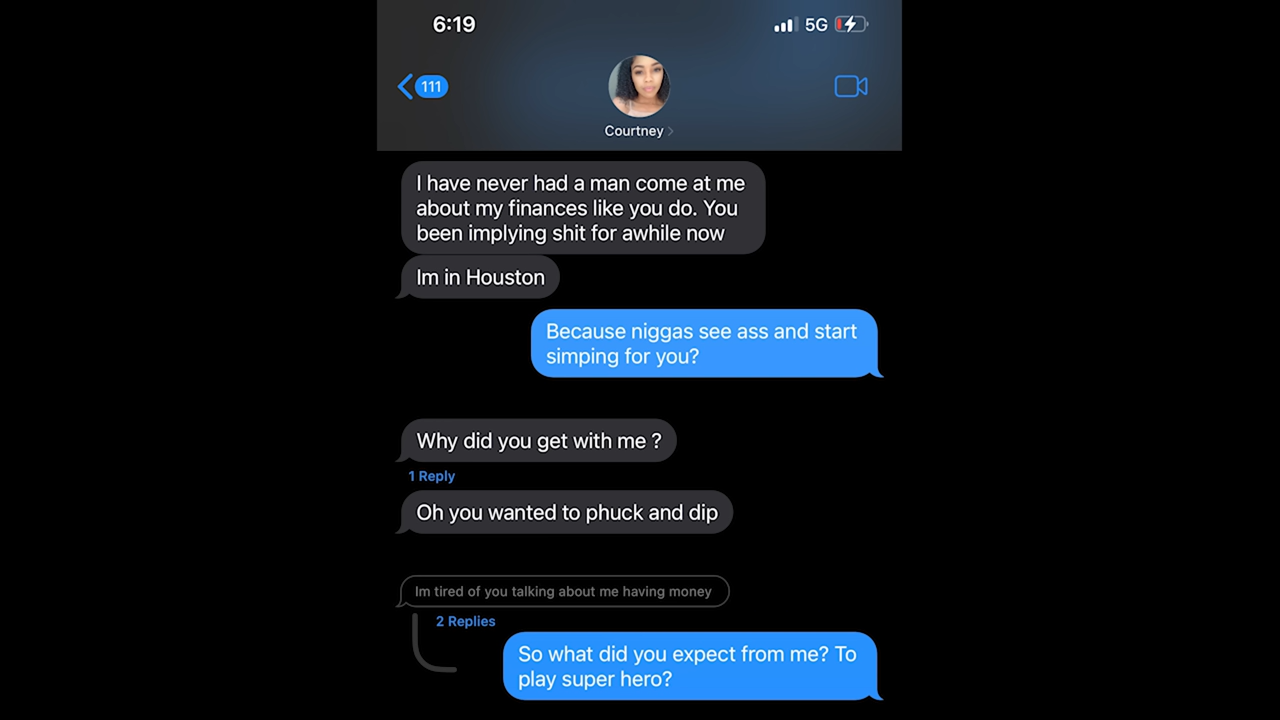 6:19
5G
111
Courtney
I have never had a man come at me
about my finances like you do. You
been implying shit for awhile now
Im in Houston
Because niggas see ass and start
simping for you?
Why did you get with me ?
1 Reply
Oh you wanted to phuck and dip
Im tired of you talking about me having money
2 Replies
So what did you expect from me? To
play super hero?